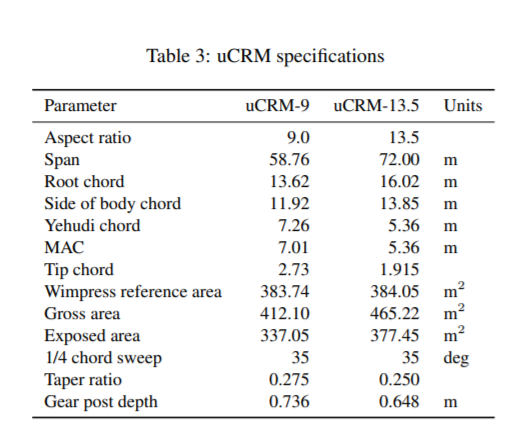 Table 3: uCRM specifications
Parameter uCRM-9 uCRM-13.5 Units
Aspect ratio 9.0 13.5
Span 58.76 72.00 m
Root chord 13.62 16.02 m
Side of body chord 11.92 13.85 m
Yehudi chord 7.26 5.36 m
MAC 7.01 5.36 m
Tip chord 2.73 1.915
Wimpress reference area 383.74 384.05 m²
Gross area 412.10 465.22 m²
Exposed area 337.05 377.45 m²
1/4 chord sweep 35 35 deg
Taper ratio 0.275 0.250
Gear post depth 0.736 0.648 m